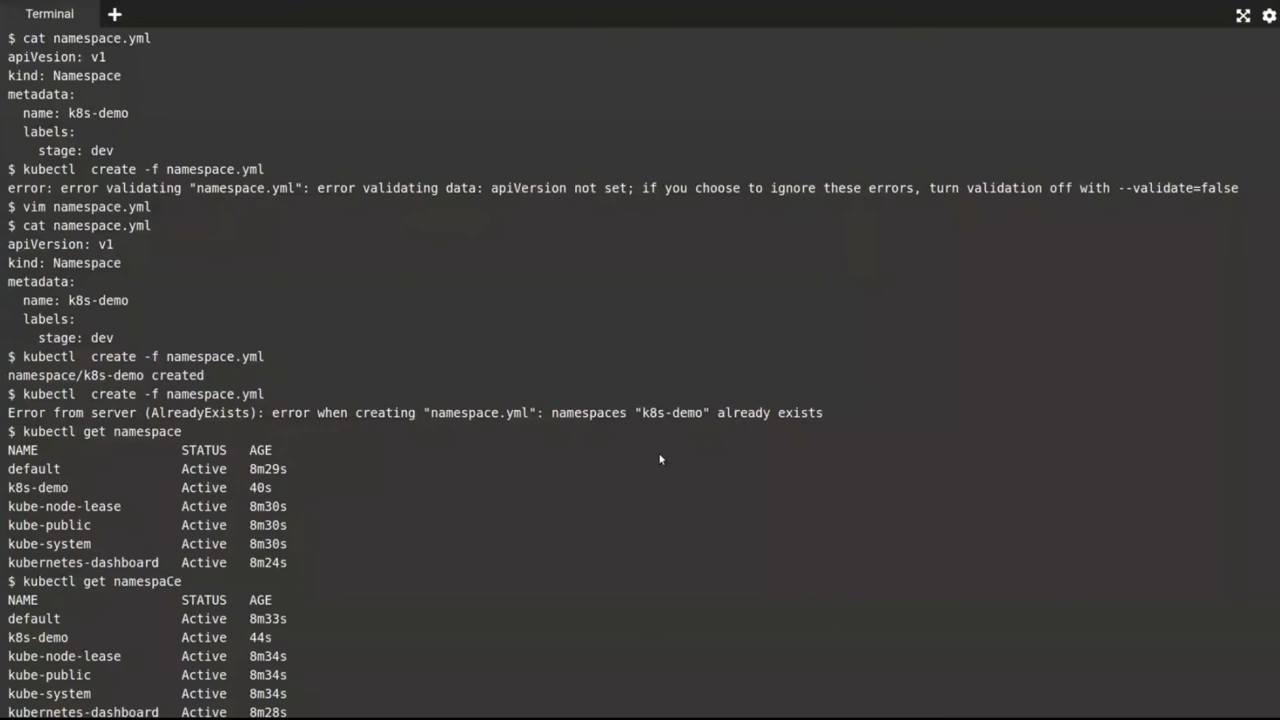 Terminal
$ cat namespace.yml
apiVesion: v1
kind: Namespace
metadata:
  name: k8s-demo
  labels:
    stage: dev
$ kubectl  create -f namespace.yml
error: error validating "namespace.yml": error validating data: apiVersion not set; if you choose to ignore these errors, turn validation off with --validate=false
$ vim namespace.yml
$ cat namespace.yml
apiVersion: v1
kind: Namespace
metadata:
  name: k8s-demo
  labels:
    stage: dev
$ kubectl  create -f namespace.yml
namespace/k8s-demo created
$ kubectl  create -f namespace.yml
Error from server (AlreadyExists): error when creating "namespace.yml": namespaces "k8s-demo" already exists
$ kubectl get namespace
NAME                   STATUS   AGE
default                Active   8m29s
k8s-demo               Active   40s
kube-node-lease        Active   8m30s
kube-public            Active   8m30s
kube-system            Active   8m30s
kubernetes-dashboard   Active   8m24s
$ kubectl get namespaCe
NAME                   STATUS   AGE
default                Active   8m33s
k8s-demo               Active   44s
kube-node-lease        Active   8m34s
kube-public            Active   8m34s
kube-system            Active   8m34s
kubernetes-dashboard   Active   8m28s